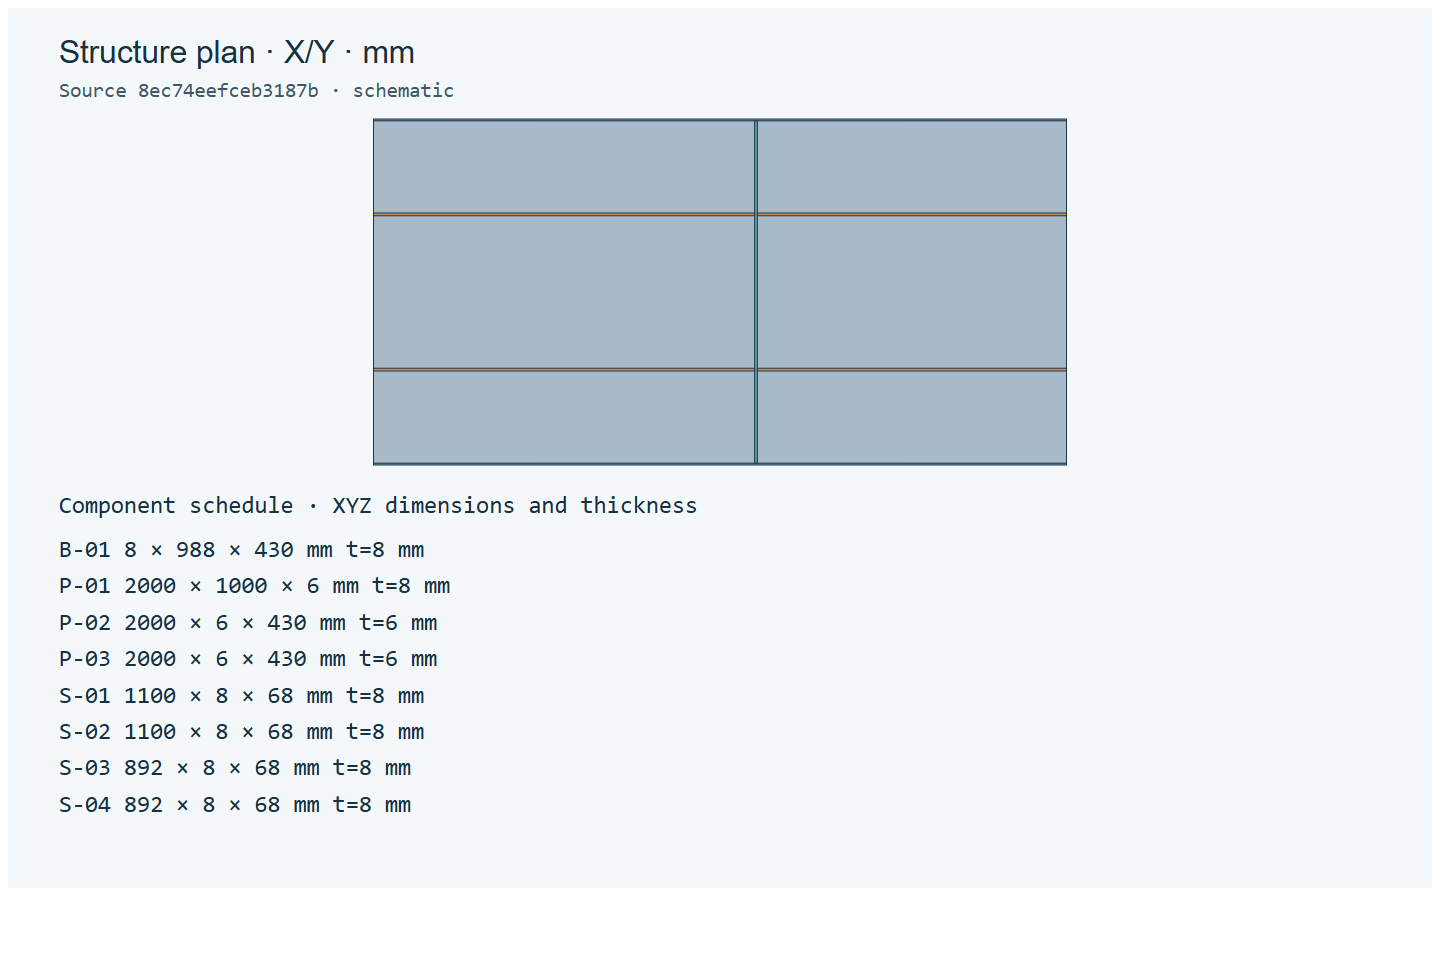 Structure plan · X/Y · mm
Source 8ec74eefceb3187b · schematic
Component schedule · XYZ dimensions and thickness
B-01 8 × 988 × 430 mm t=8 mm
P-01 2000 × 1000 × 6 mm t=8 mm
P-02 2000 × 6 × 430 mm t=6 mm
P-03 2000 × 6 × 430 mm t=6 mm
S-01 1100 × 8 × 68 mm t=8 mm
S-02 1100 × 8 × 68 mm t=8 mm
S-03 892 × 8 × 68 mm t=8 mm
S-04 892 × 8 × 68 mm t=8 mm